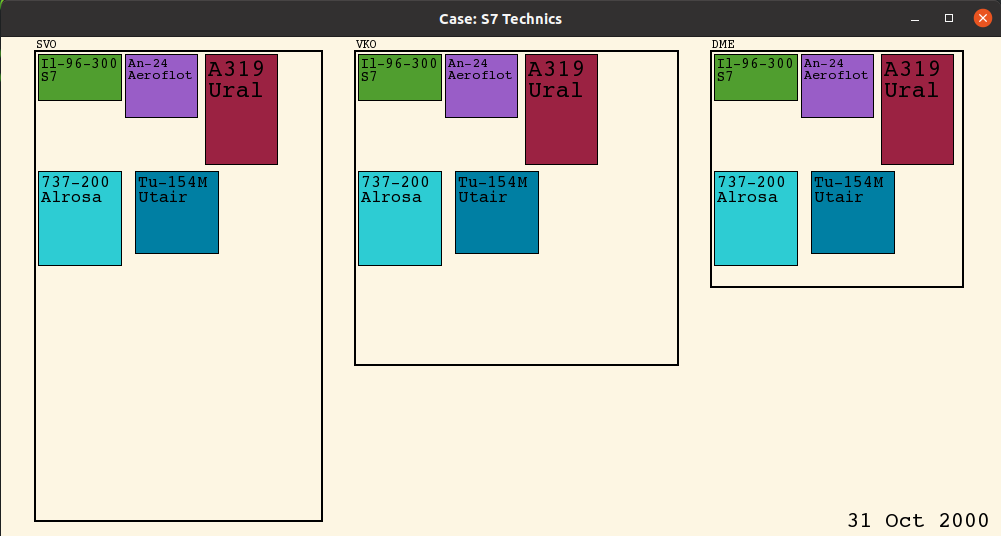 Case: S7 Technics
SVO
Il-96-300
S7
An-24
Aeroflot
A319
Ural
737-200
Alrosa
Tu-154M
Utair
VKO
Il-96-300
S7
An-24
Aeroflot
A319
Ural
737-200
Alrosa
Tu-154M
Utair
DME
Il-96-300
S7
An-24
Aeroflot
A319
Ural
737-200
Alrosa
Tu-154M
Utair
31 Oct 2000